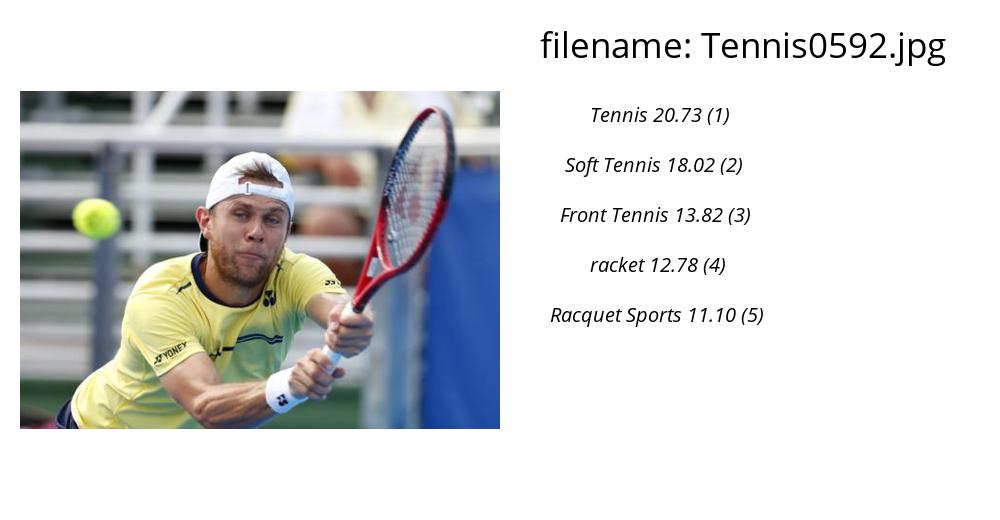 filename: Tennis0592.jpg
Tennis 20.73 (1)
Soft Tennis 18.02 (2)
Front Tennis 13.82 (3)
racket 12.78 (4)
Racquet Sports 11.10 (5)
YONEX